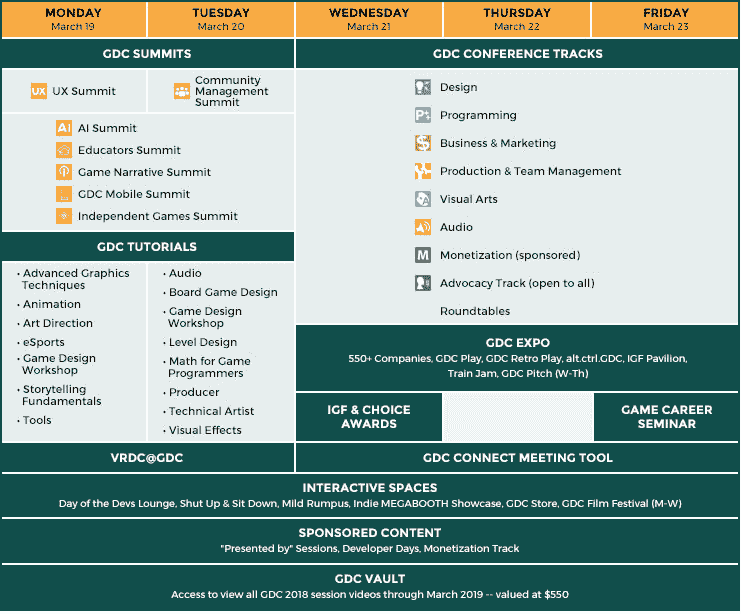 MONDAY
March 19
TUESDAY
March 20
WEDNESDAY
March 21
THURSDAY
March 22
FRIDAY
March 23
GDC SUMMITS
GDC CONFERENCE TRACKS
UX
UX Summit
Community
Management
Summit
AI
AI Summit
Educators Summit
Game Narrative Summit
GDC Mobile Summit
Independent Games Summit
Design
Programming
Business & Marketing
Production & Team Management
Visual Arts
Audio
M
Monetization (sponsored)
Advocacy Track (open to all)
Roundtables
GDC TUTORIALS
• Advanced Graphics
Techniques
• Animation
• Art Direction
• eSports
• Game Design
Workshop
• Storytelling
Fundamentals
• Tools
• Audio
• Board Game Design
• Game Design
Workshop
• Level Design
• Math for Game
Programmers
• Producer
• Technical Artist
• Visual Effects
GDC EXPO
550+ Companies, GDC Play, GDC Retro Play, alt.ctrl.GDC, IGF Pavilion,
Train Jam, GDC Pitch (W-Th)
IGF & CHOICE
AWARDS
GAME CAREER
SEMINAR
VRDC@GDC
GDC CONNECT MEETING TOOL
INTERACTIVE SPACES
Day of the Devs Lounge, Shut Up & Sit Down, Mild Rumpus, Indie MEGABOOTH Showcase, GDC Store, GDC Film Festival (M-W)
SPONSORED CONTENT
"Presented by" Sessions, Developer Days, Monetization Track
GDC VAULT
Access to view all GDC 2018 session videos through March 2019 -- valued at $550